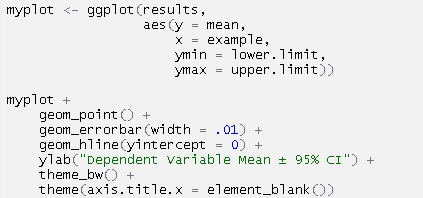 myplot <- ggplot(results,
                 aes(y = mean,
                     x = example,
                     ymin = lower.limit,
                     ymax = upper.limit))

myplot +
    geom_point() +
    geom_errorbar(width = .01) +
    geom_hline(yintercept = 0) +
    ylab("Dependent Variable Mean ± 95% CI") +
    theme_bw() +
    theme(axis.title.x = element_blank())